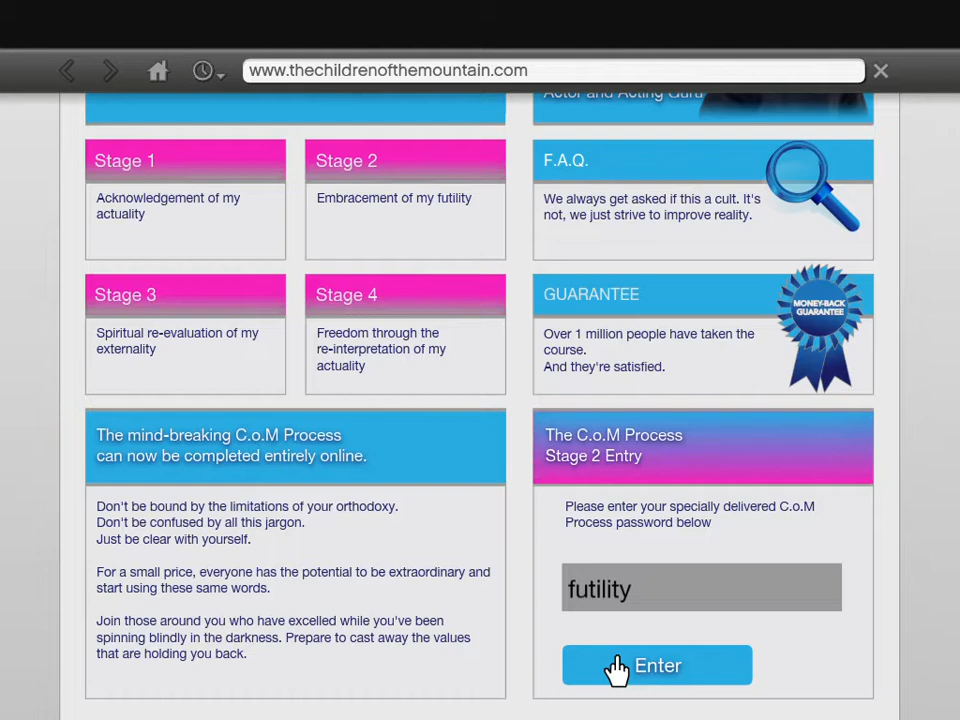 www.thechildrenofthemountain.com
Actor and Acting Guru
Stage 1
Acknowledgement of my
actuality
Stage 2
Embracement of my futility
F.A.Q.
We always get asked if this a cult. It's
not, we just strive to improve reality.
Stage 3
Spiritual re-evaluation of my
externality
Stage 4
Freedom through the
re-interpretation of my
actuality
GUARANTEE
Over 1 million people have taken the
course.
And they're satisfied.
MONEY-BACK
GUARANTEE
The mind-breaking C.o.M Process
can now be completed entirely online.
Don't be bound by the limitations of your orthodoxy.
Don't be confused by all this jargon.
Just be clear with yourself.
For a small price, everyone has the potential to be extraordinary and
start using these same words.
Join those around you who have excelled while you've been
spinning blindly in the darkness. Prepare to cast away the values
that are holding you back.
The C.o.M Process
Stage 2 Entry
Please enter your specially delivered C.o.M
Process password below
futility
Enter